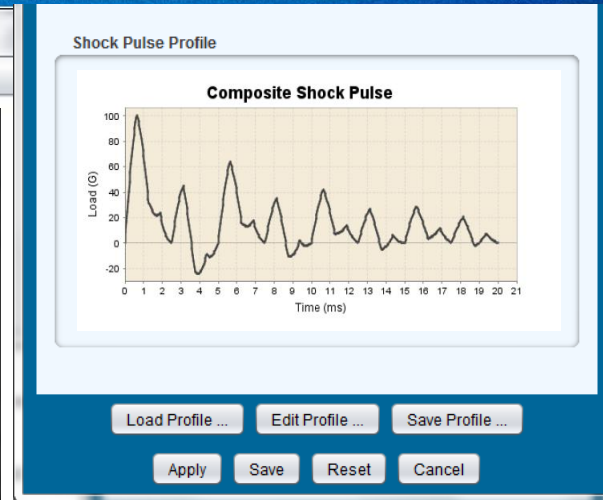 Shock Pulse Profile
Composite Shock Pulse
100
80
60
40
20
0
-20
Load (G)
0 1 2 3 4 5 6 7 8 9 10 11 12 13 14 15 16 17 18 19 20 21
Time (ms)
Load Profile ... Edit Profile ... Save Profile ...
Apply Save Reset Cancel